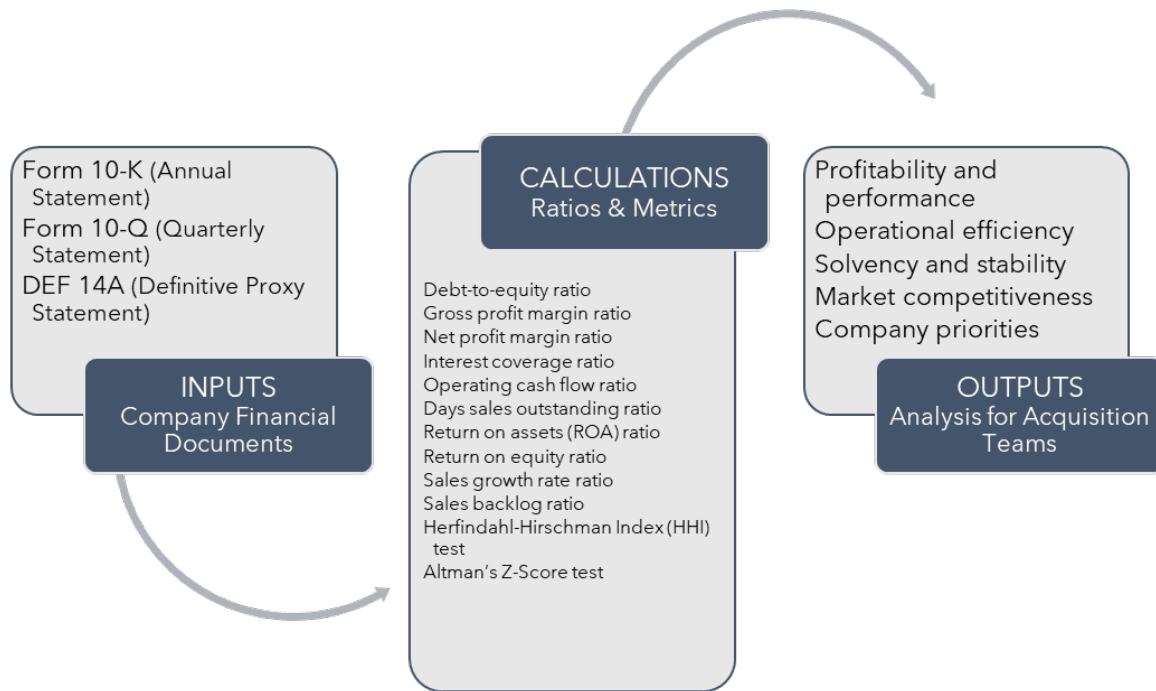 Form 10-K (Annual
Statement)
Form 10-Q (Quarterly
Statement)
DEF 14A (Definitive Proxy
Statement)
INPUTS
Company Financial
Documents
CALCULATIONS
Ratios & Metrics
Debt-to-equity ratio
Gross profit margin ratio
Net profit margin ratio
Interest coverage ratio
Operating cash flow ratio
Days sales outstanding ratio
Return on assets (ROA) ratio
Return on equity ratio
Sales growth rate ratio
Sales backlog ratio
Herfindahl-Hirschman Index (HHI)
test
Altman’s Z-Score test
Profitability and
performance
Operational efficiency
Solvency and stability
Market competitiveness
Company priorities
OUTPUTS
Analysis for Acquisition
Teams